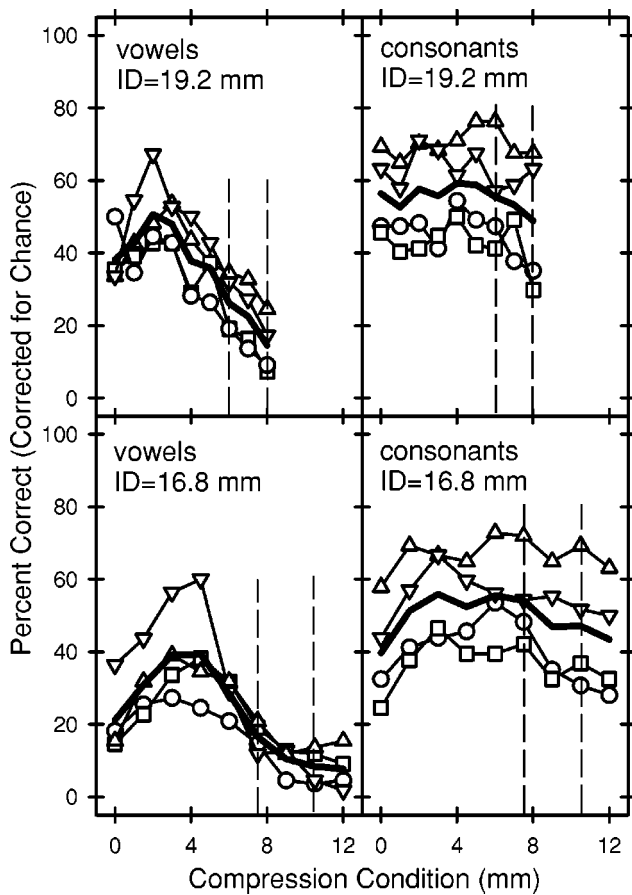 Percent Correct (Corrected for Chance)
100
80
60
40
20
0
vowels
ID=19.2 mm
consonants
ID=19.2 mm
100
80
60
40
20
0
vowels
ID=16.8 mm
consonants
ID=16.8 mm
0 4 8 12 0 4 8 12
Compression Condition (mm)